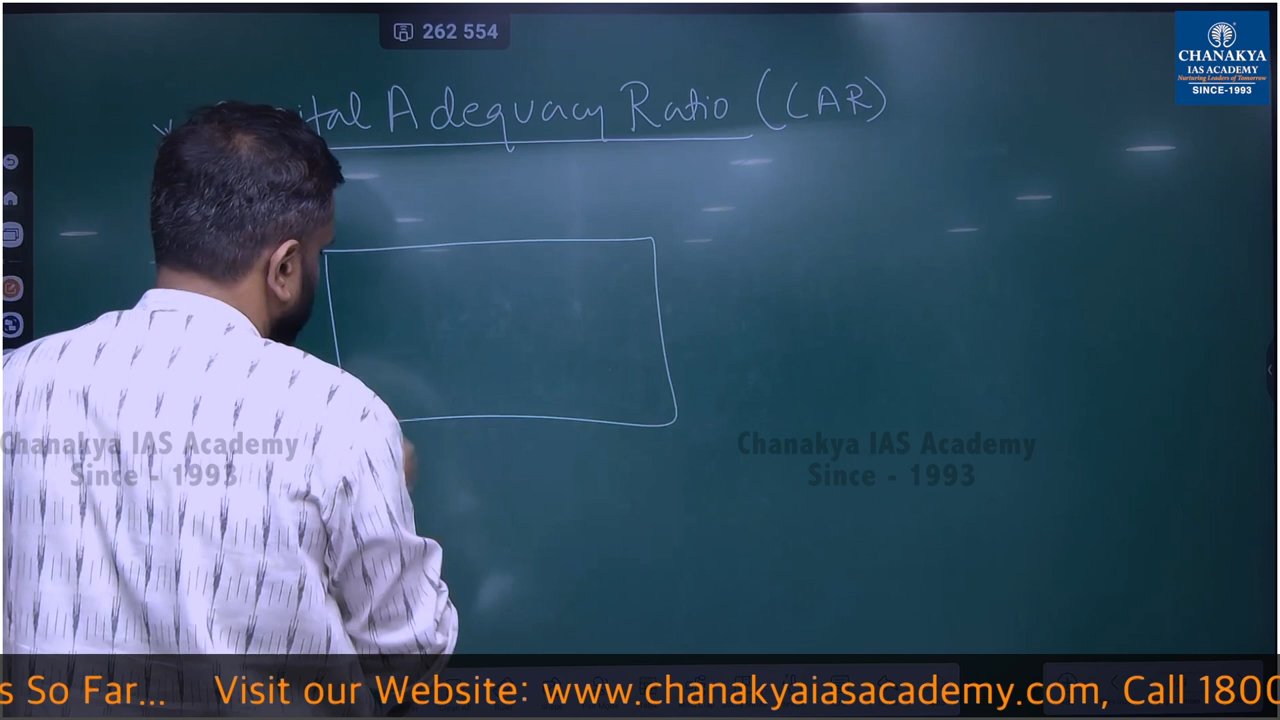 262 554
CHANAKYA
IAS ACADEMY
Nurturing Leaders of Tomorrow
SINCE-1993
Adequacy Ratio (CAR)
Chanakya IAS Academy
Since - 1993
Chanakya IAS Academy
Since - 1993
s So Far... Visit our Website: www.chanakyaiasacademy.com, Call 1800